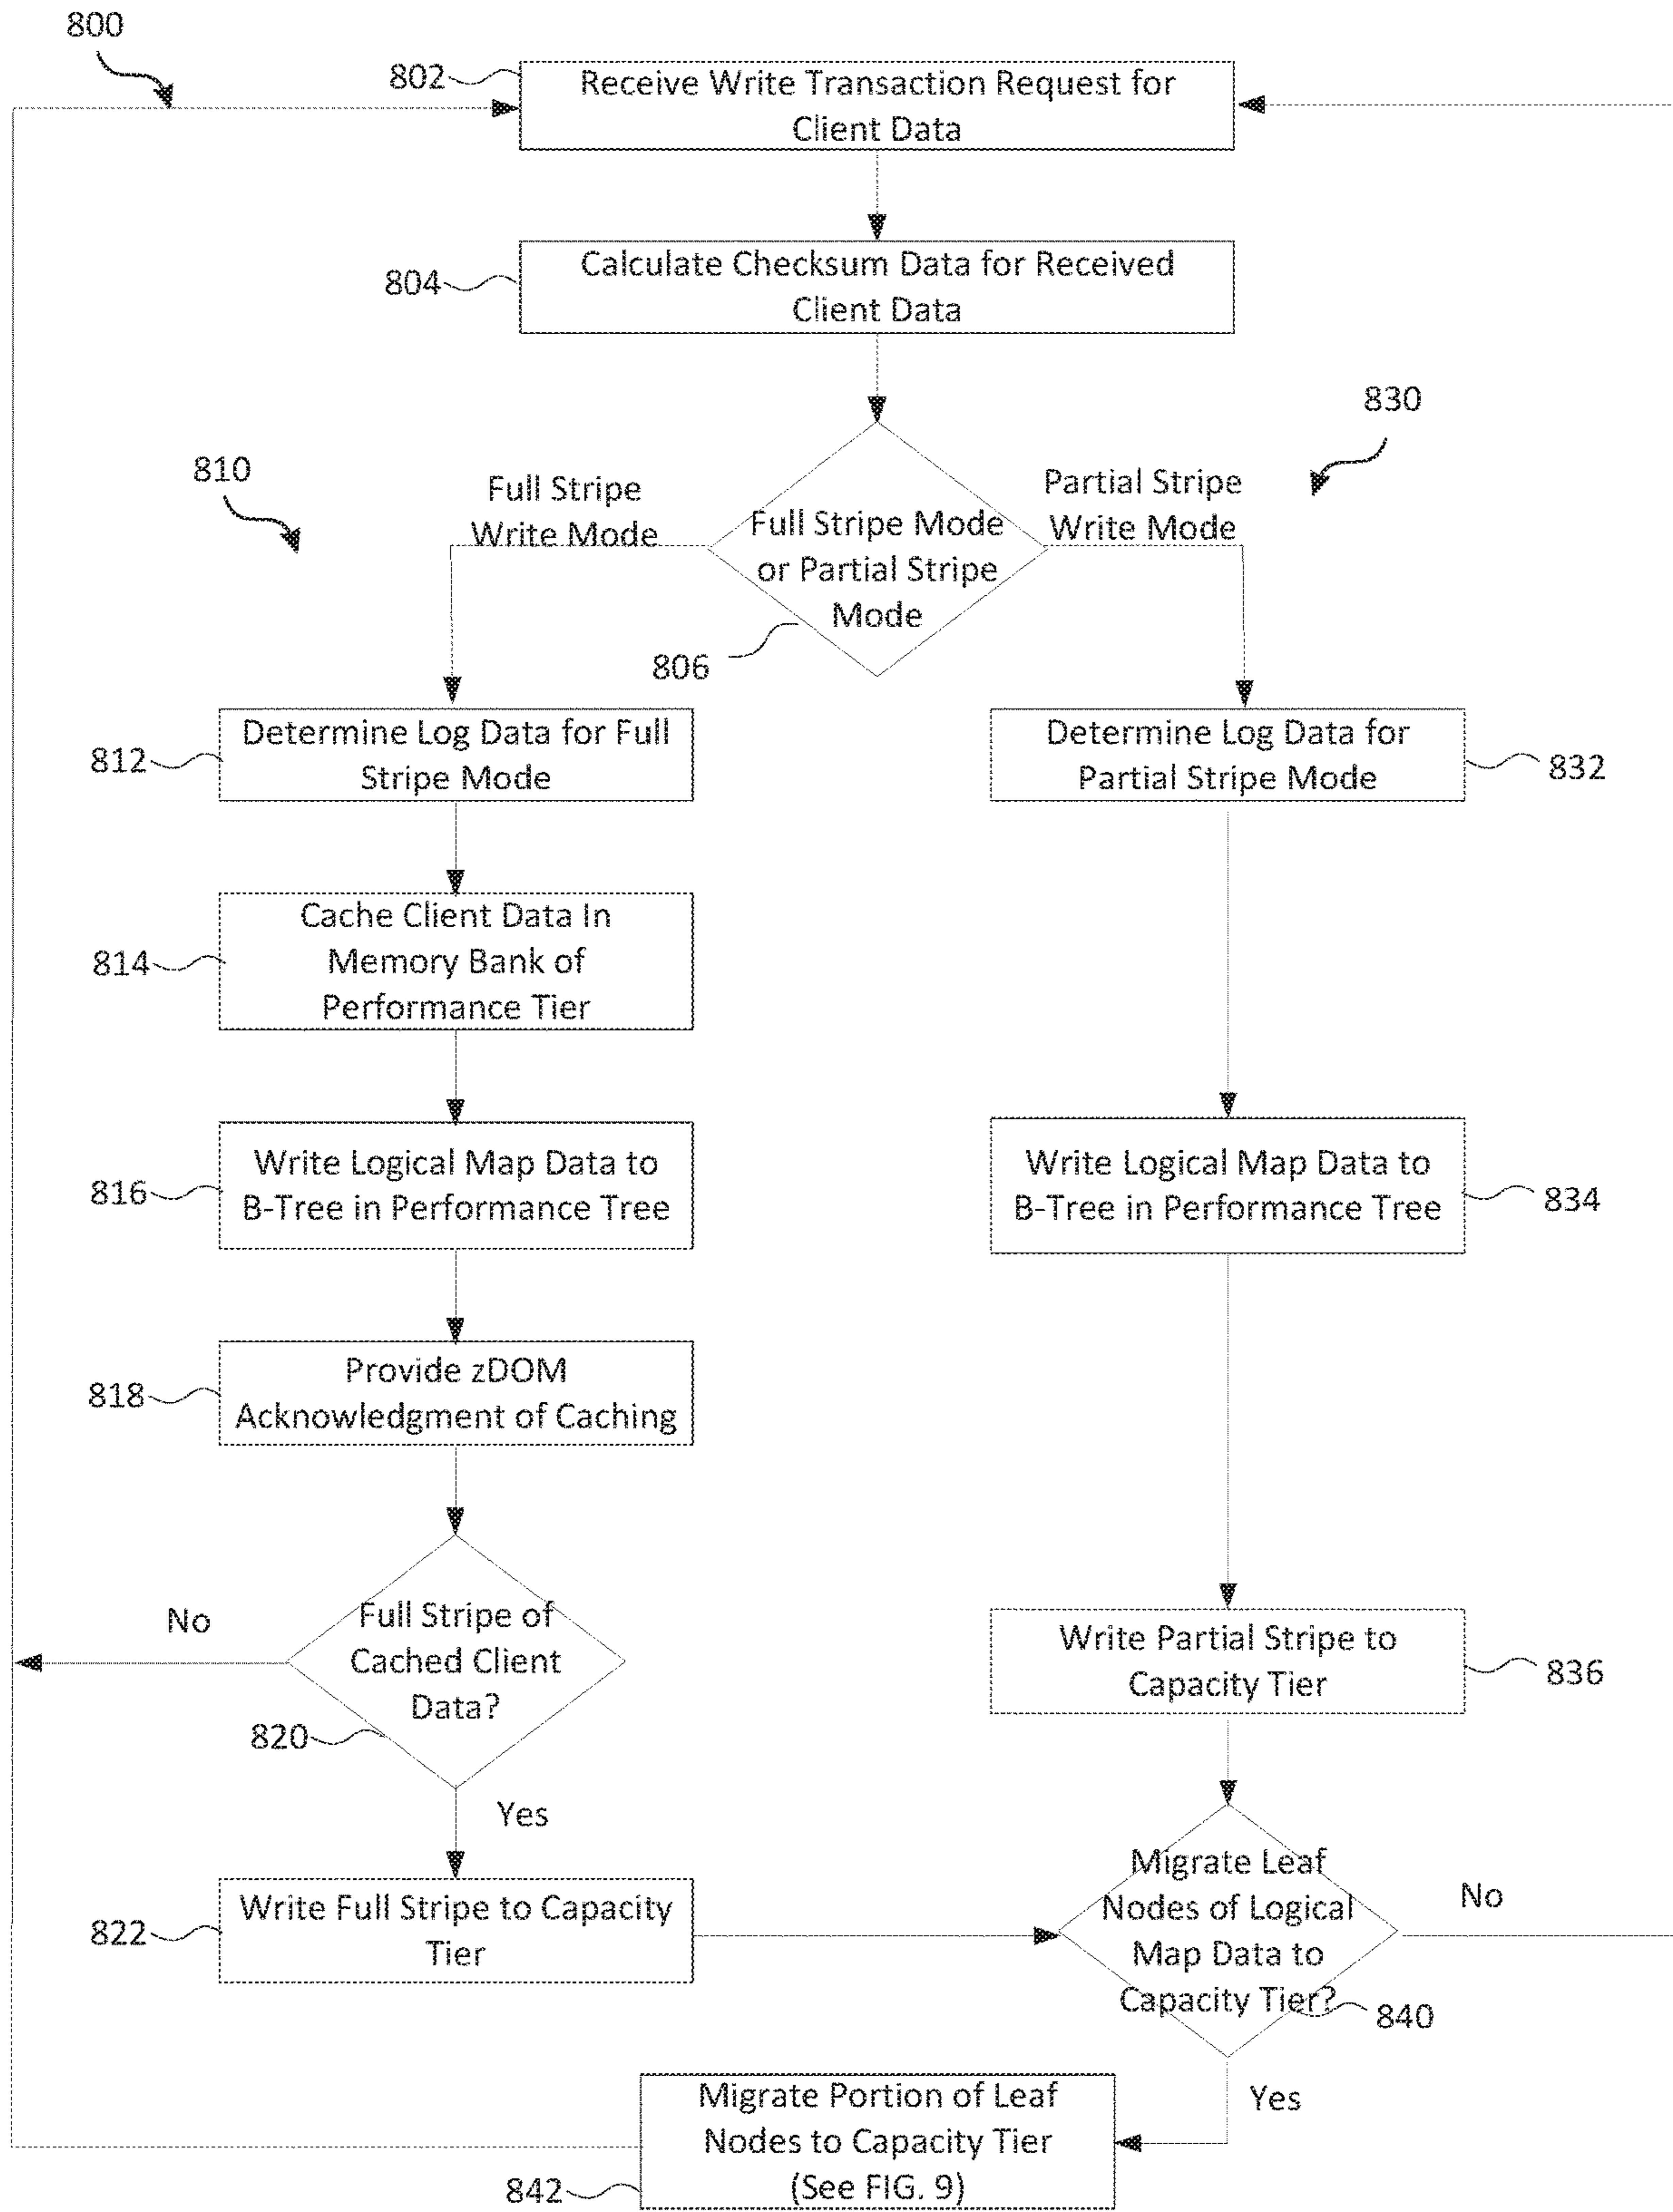 800
802
Receive Write Transaction Request for
Client Data
804
Calculate Checksum Data for Received
Client Data
830
810
Full Stripe
Write Mode
Partial Stripe
Write Mode
Full Stripe Mode
or Partial Stripe
Mode
806
812
Determine Log Data for Full
Stripe Mode
Determine Log Data for
Partial Stripe Mode
832
814
Cache Client Data In
Memory Bank of
Performance Tier
816
Write Logical Map Data to
B-Tree in Performance Tree
Write Logical Map Data to
B-Tree in Performance Tree
834
818
Provide zDOM
Acknowledgment of Caching
No
Full Stripe of
Cached Client
Data?
820
Yes
Write Partial Stripe to
Capacity Tier
836
822
Write Full Stripe to Capacity
Tier
Migrate Leaf
Nodes of Logical
Map Data to
Capacity Tier?
840
No
Yes
Migrate Portion of Leaf
Nodes to Capacity Tier
(See FIG. 9)
842